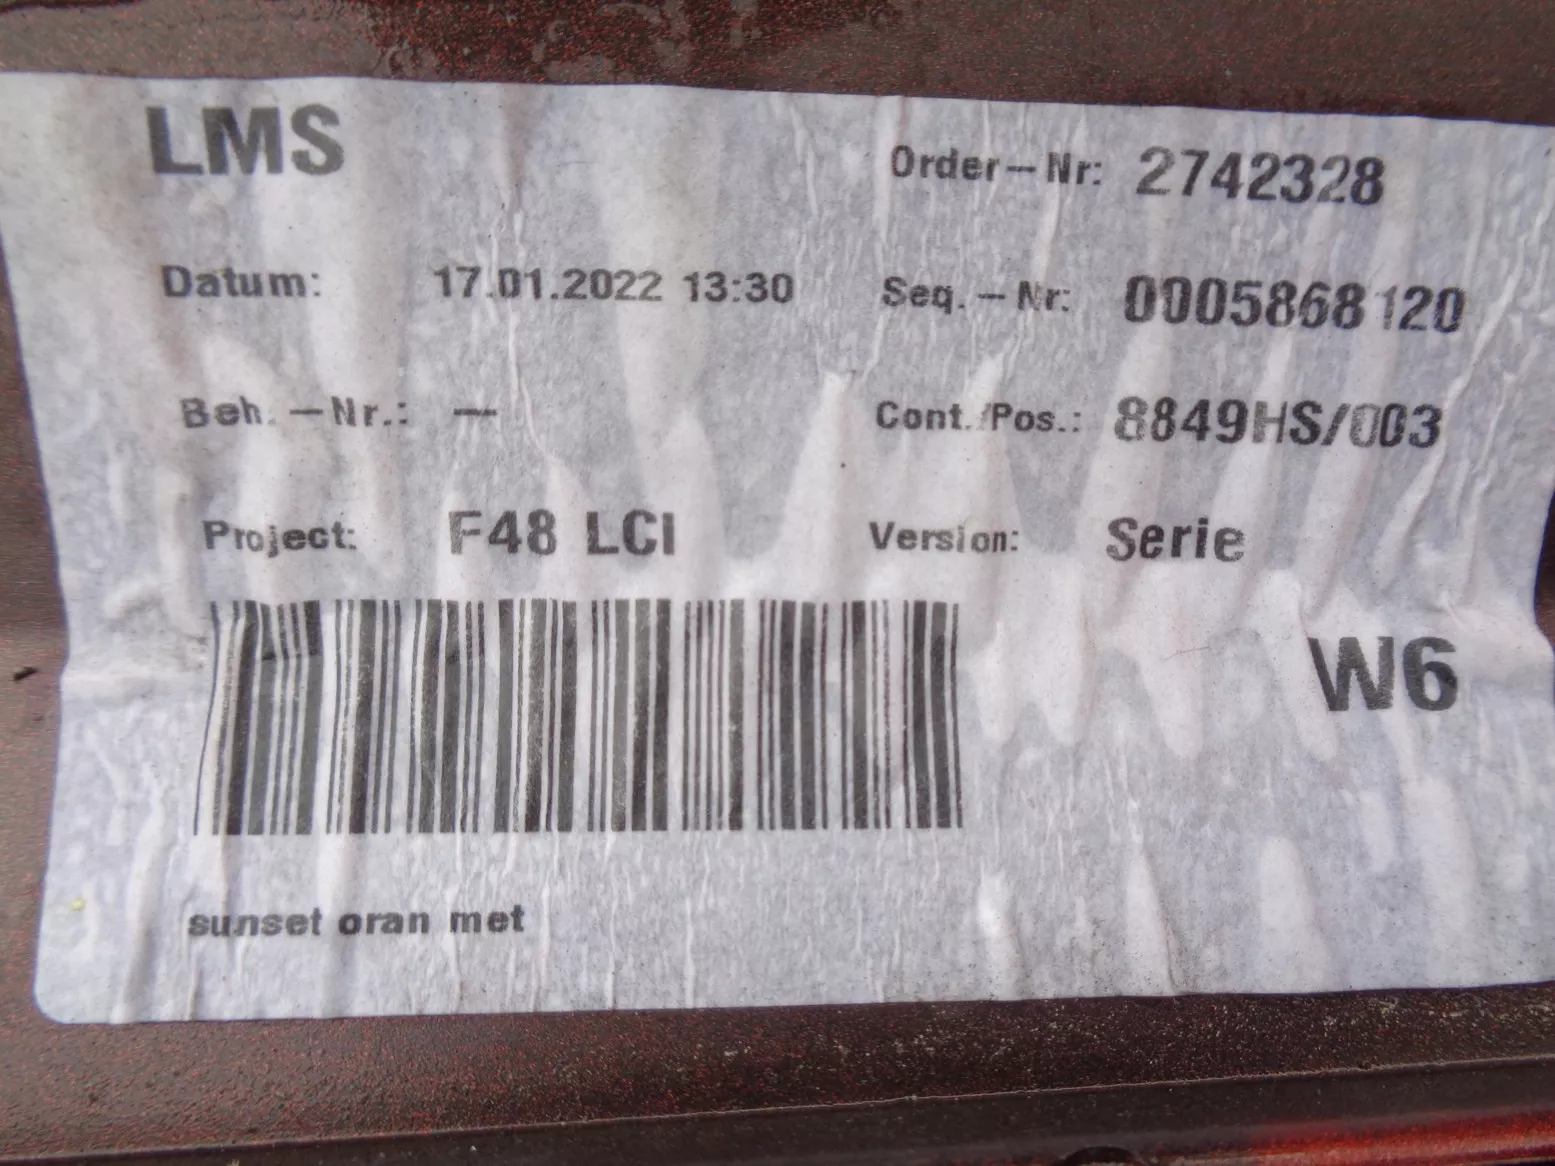 LMS
Order-Nr: 2742328
Datum: 17.01.2022 13:30 Seq.-Nr: 0005868120
Beh.-Nr.: — Cont./Pos.: 8849HS/003
Project: F48 LCI Version: Serie
W6
sunset oran met